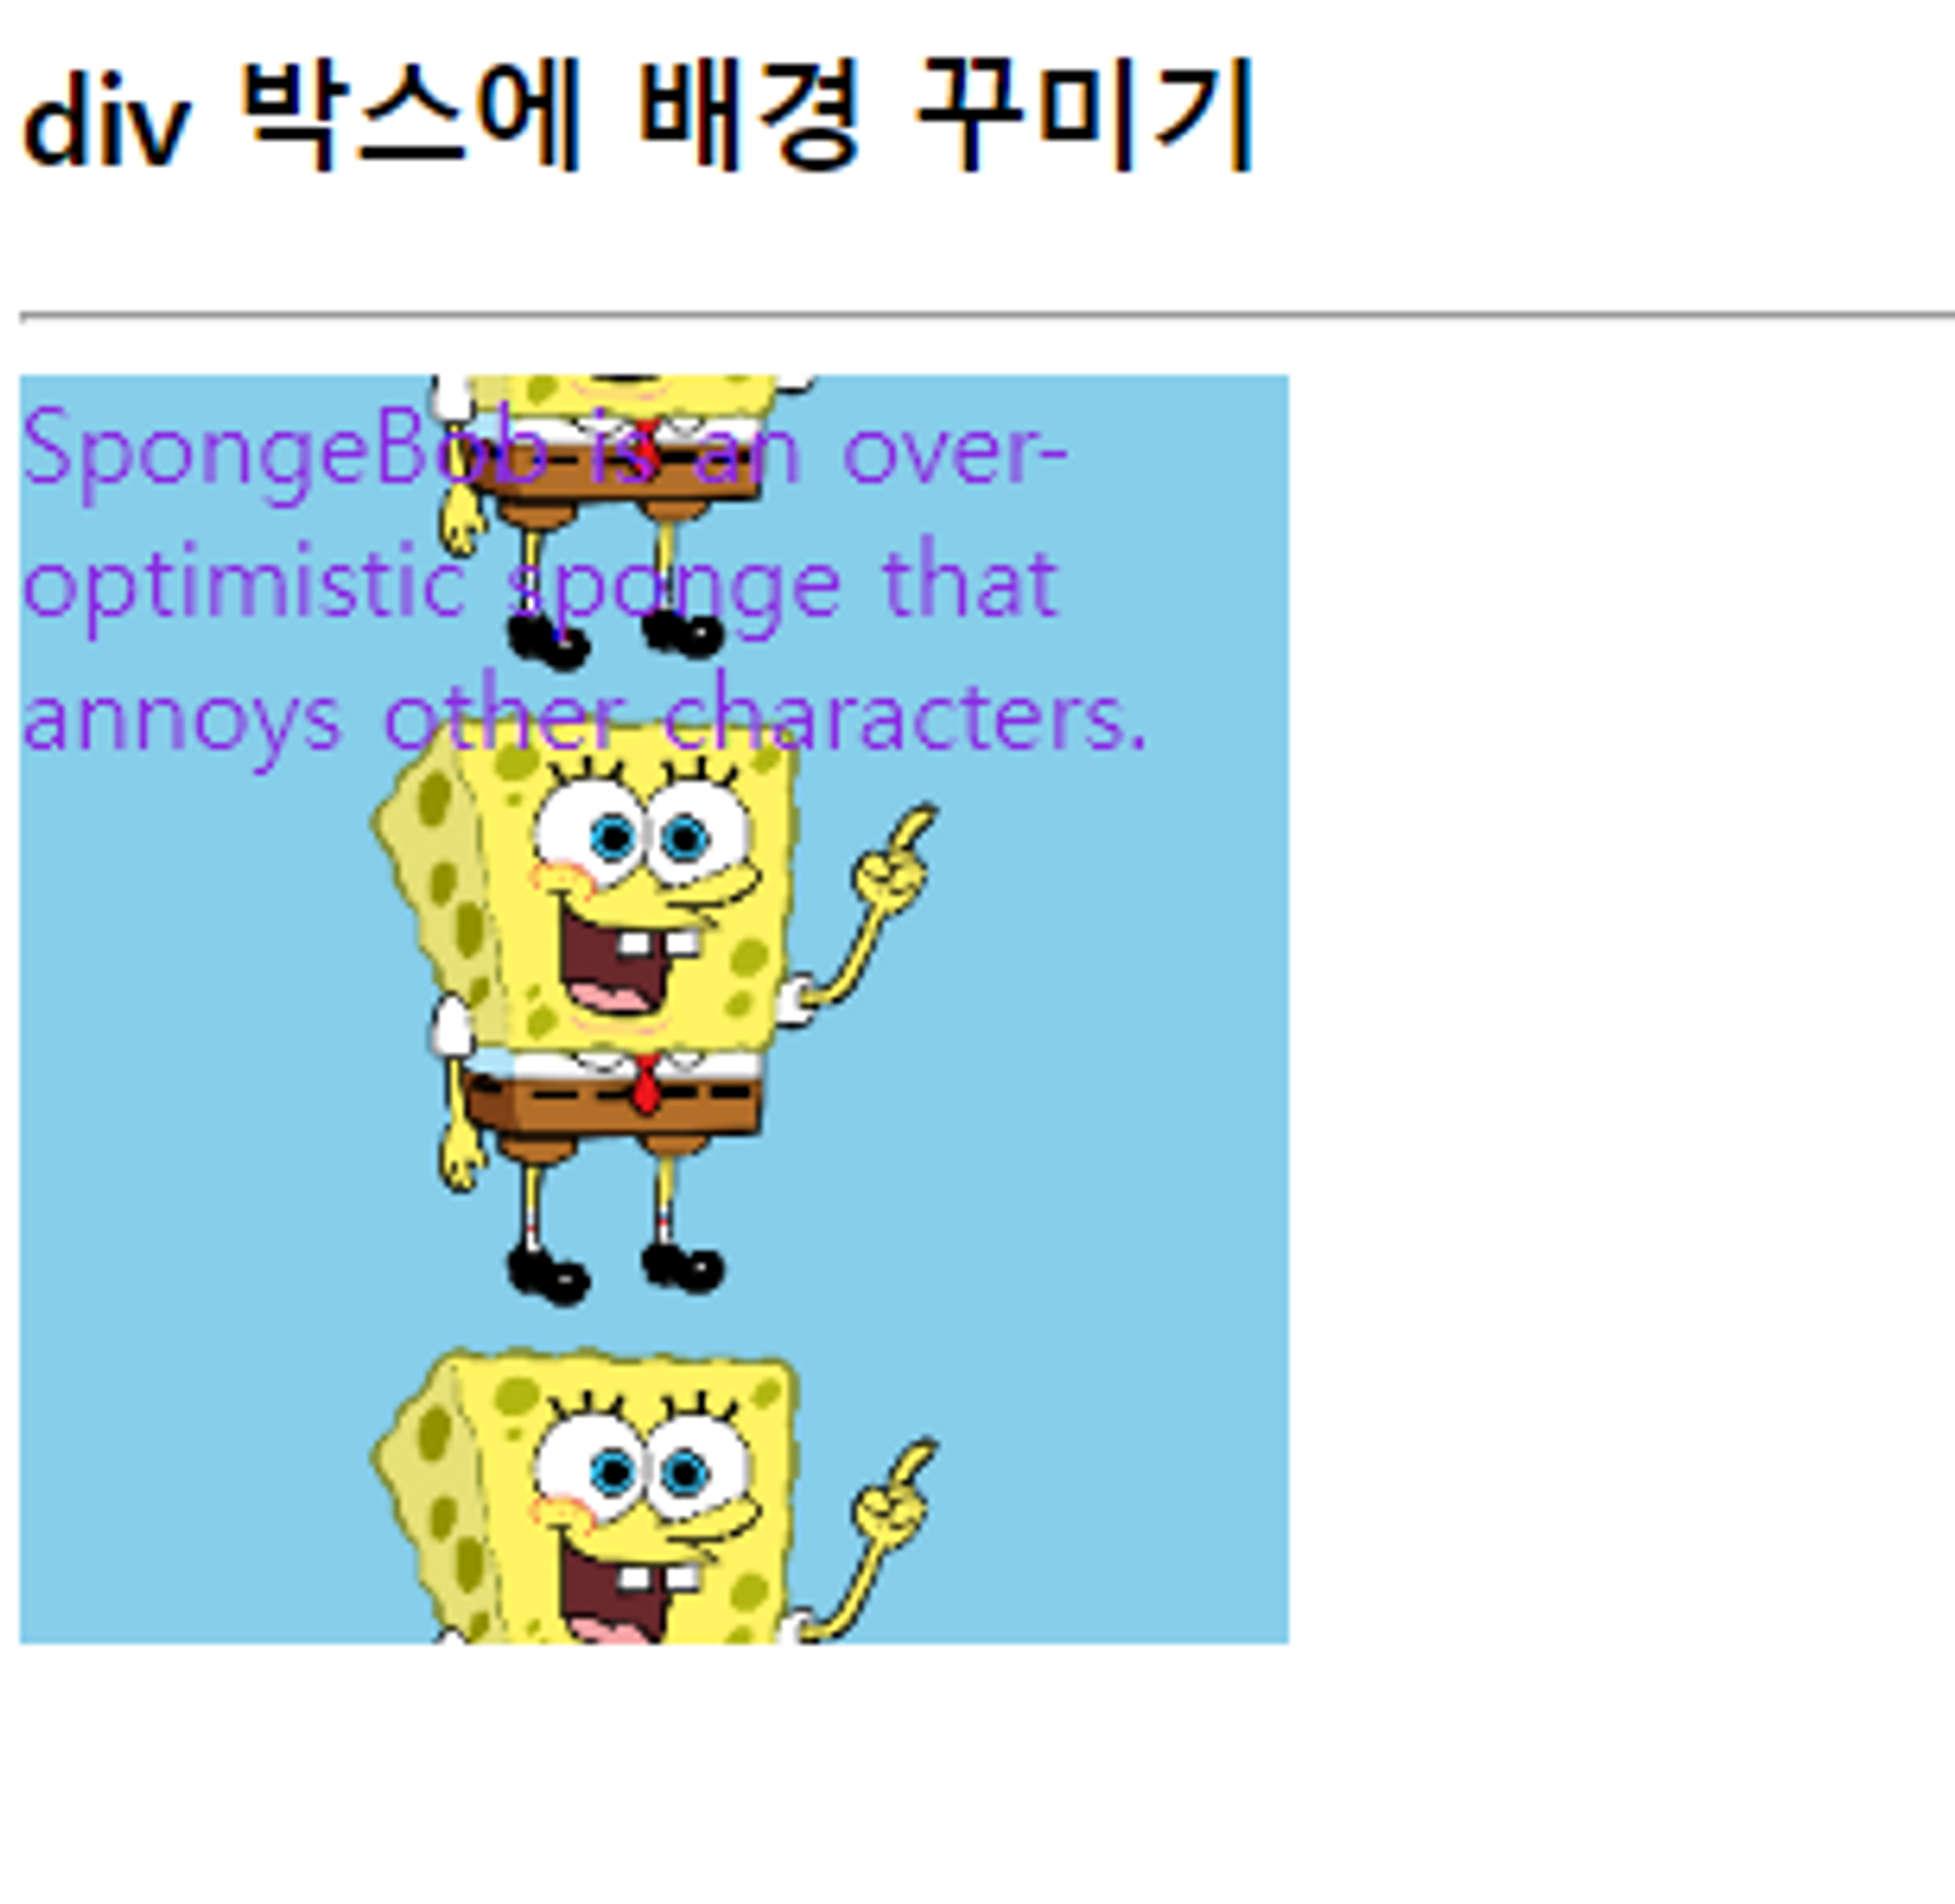 div 박스에 배경 꾸미기
SpongeBob is an over-
optimistic sponge that
annoys other characters.